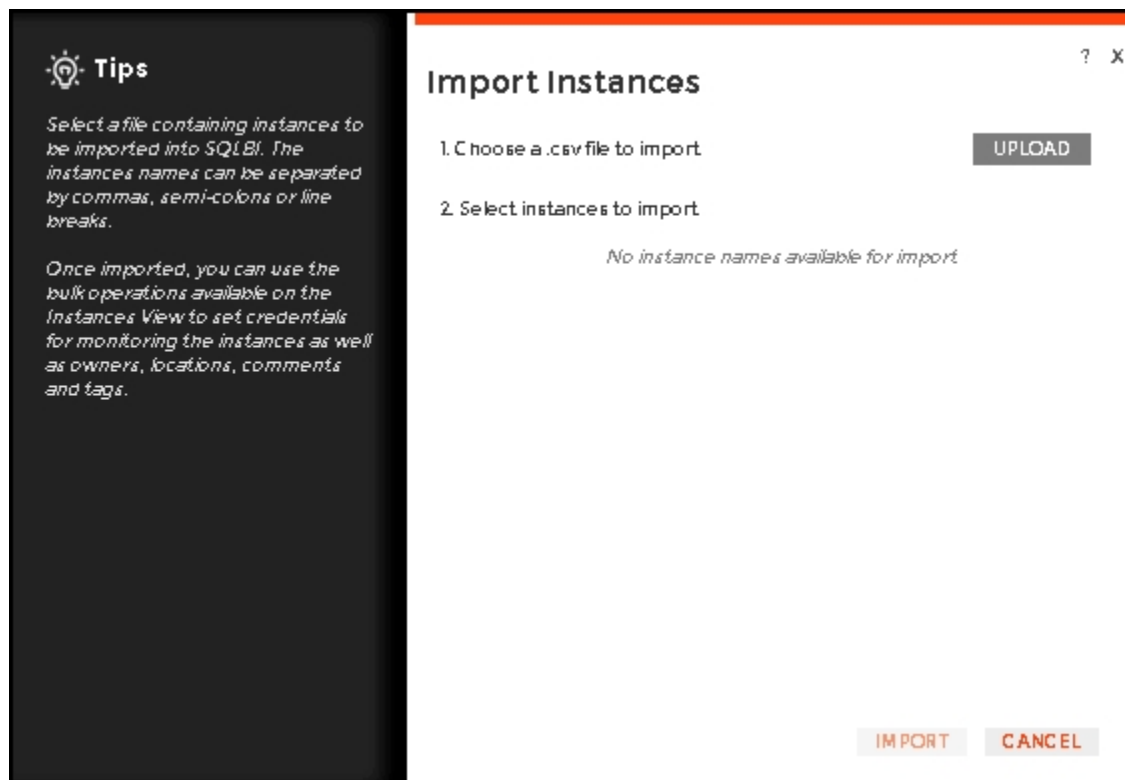 Tips
Select a file containing instances to
be imported into SQLBI. The
instances names can be separated
by commas, semi-colons or line
breaks.
Once imported, you can use the
bulk operations available on the
Instances View to set credentials
for monitoring the instances as well
as owners, locations, comments
and tags.
? X
Import Instances
1. Choose a .csv file to import
UPLOAD
2. Select instances to import
No instance names available for import
IMPORT
CANCEL